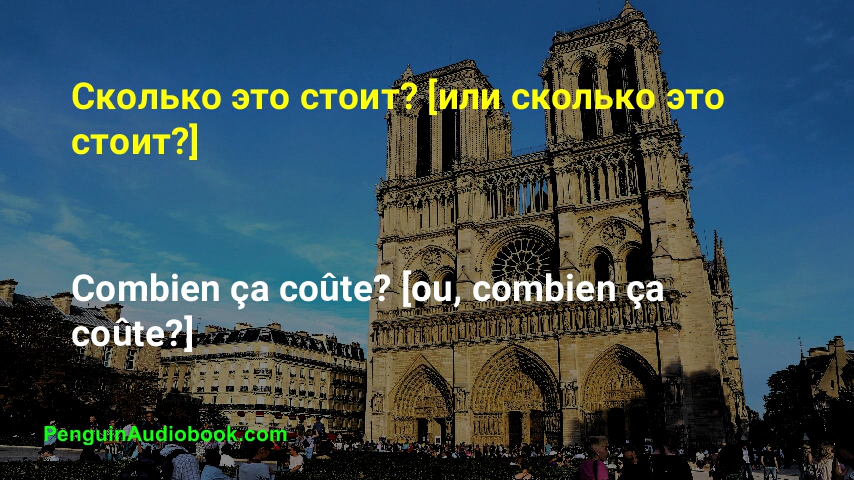 Сколько это стоит? [или сколько это
стоит?]
Combien ça coûte? [ou, combien ça
coûte?]
PenguinAudiobook.com